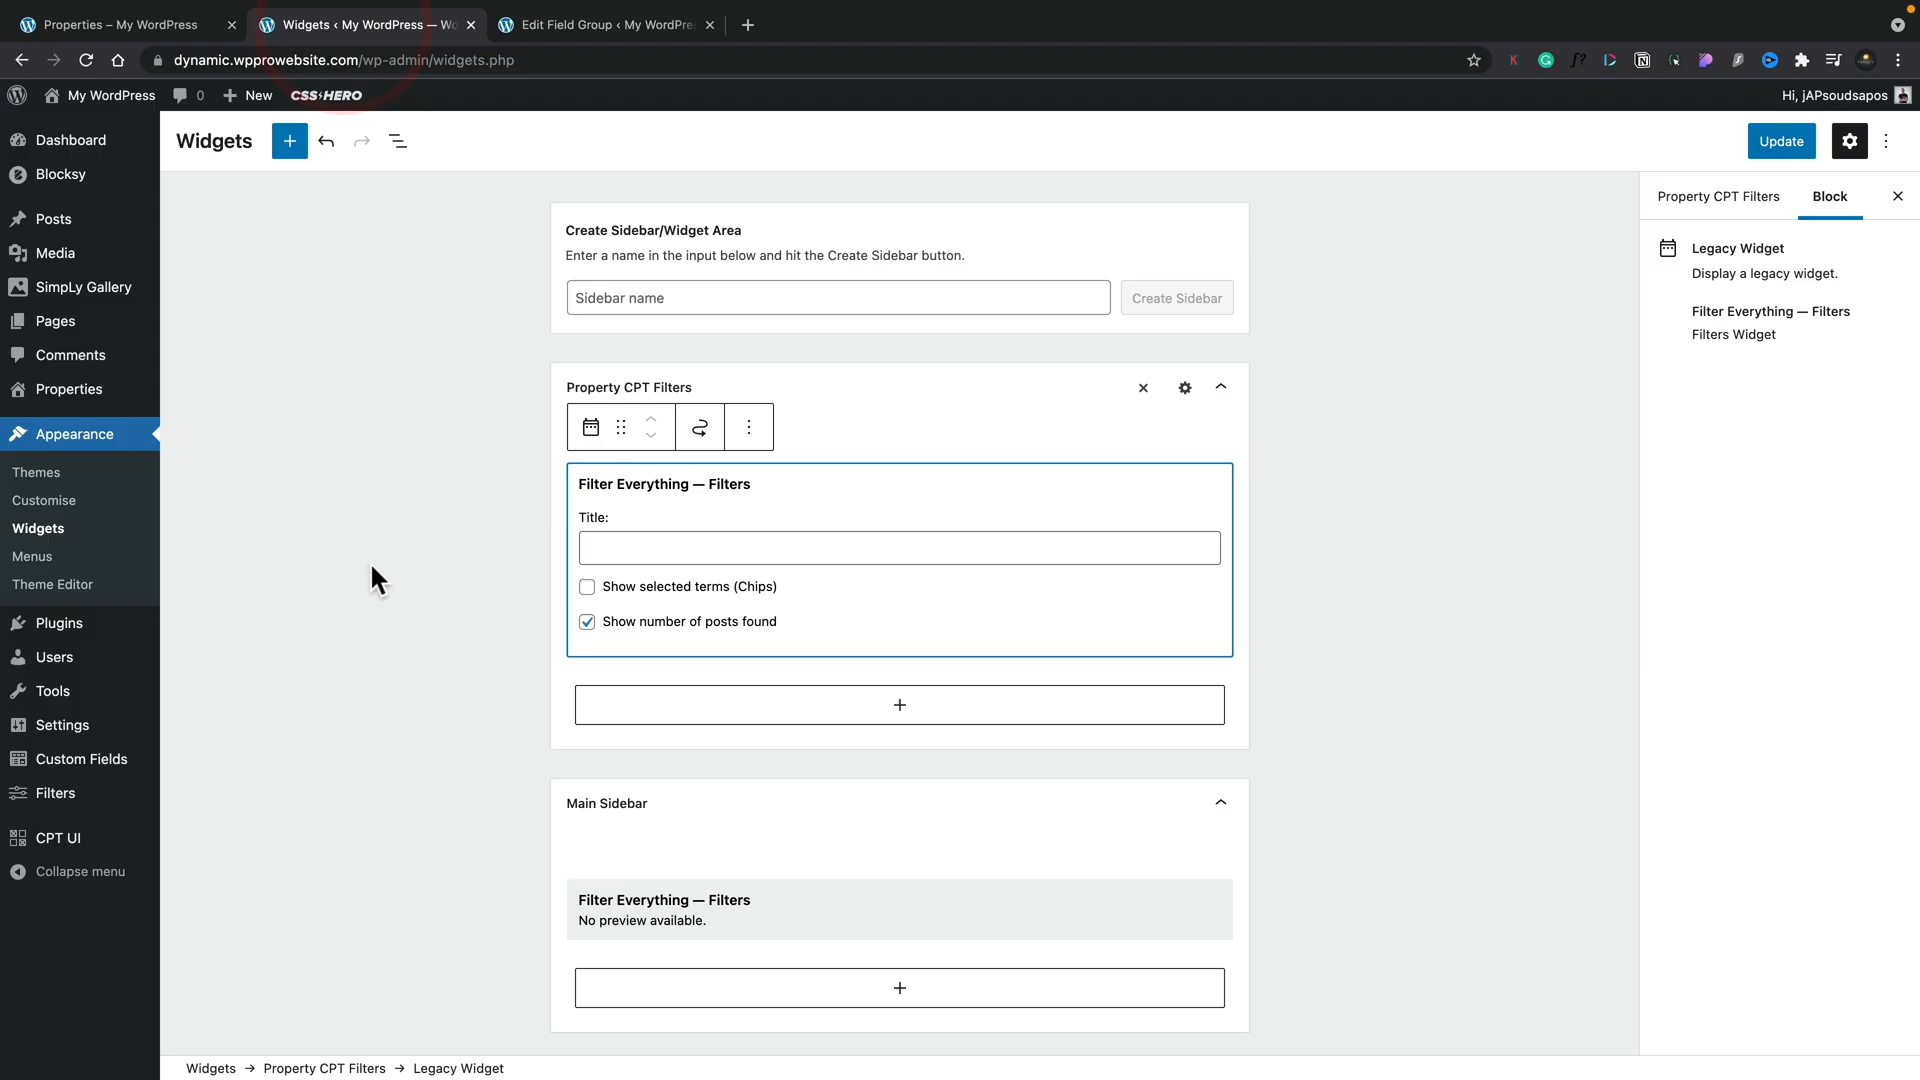 Properties – My WordPress
Widgets ‹ My WordPress — Wo
Edit Field Group ‹ My WordPre
dynamic.wpprowebsite.com/wp-admin/widgets.php
My WordPress
0
New
CSS HERO
Hi, jAPsoudsapos
Dashboard
Blocksy
Posts
Media
SimpLy Gallery
Pages
Comments
Properties
Appearance
Themes
Customise
Widgets
Menus
Theme Editor
Plugins
Users
Tools
Settings
Custom Fields
Filters
CPT UI
Collapse menu
Widgets
Update
Create Sidebar/Widget Area
Enter a name in the input below and hit the Create Sidebar button.
Sidebar name
Create Sidebar
Property CPT Filters
Filter Everything — Filters
Title:
Show selected terms (Chips)
Show number of posts found
Main Sidebar
Filter Everything — Filters
No preview available.
Property CPT Filters
Block
Legacy Widget
Display a legacy widget.
Filter Everything — Filters
Filters Widget
Widgets → Property CPT Filters → Legacy Widget